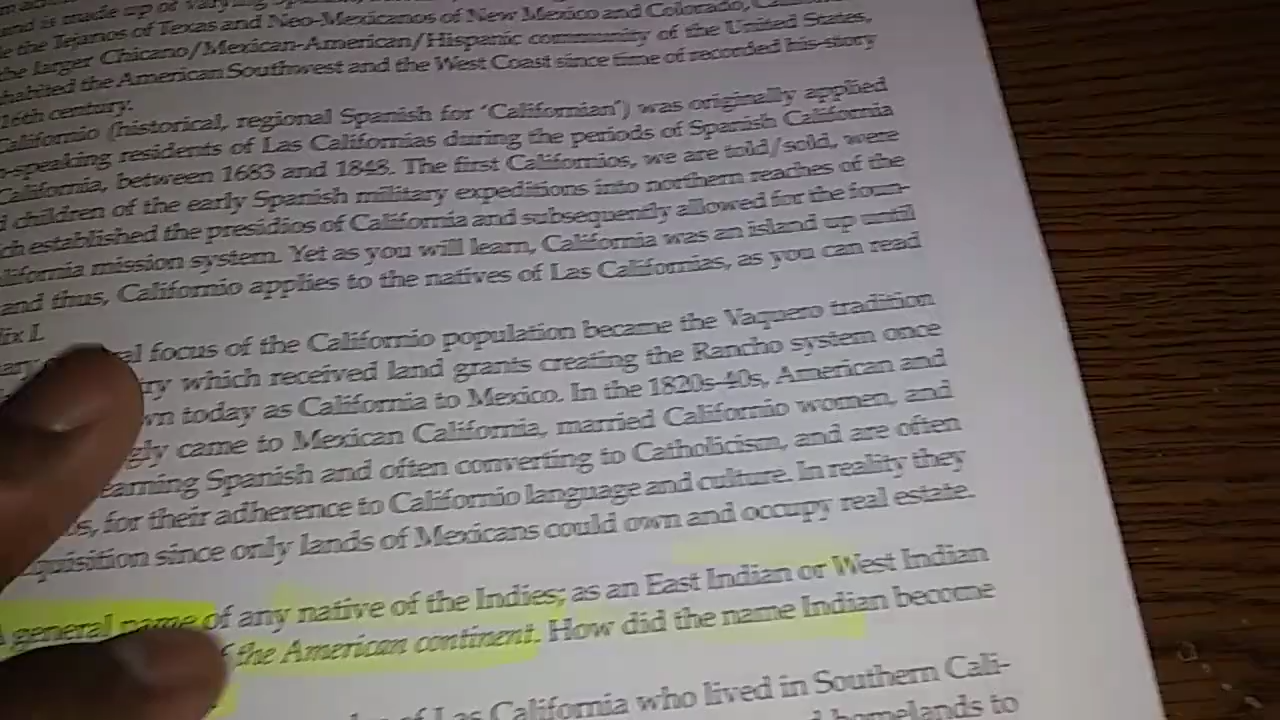 and is made up of varying Spanish
the Tejanos of Texas and Neo-Mexicanos of New Mexico and Colorado,
the larger Chicano/Mexican-American/Hispanic community of the United States,
habited the American Southwest and the West Coast since time of recorded his-story
16th century.
Californio (historical, regional Spanish for 'Californian') was originally applied
-speaking residents of Las Californias during the periods of Spanish California
California, between 1683 and 1848. The first Californios, we are told/sold, were
d children of the early Spanish military expeditions into northern reaches of the
ch established the presidios of California and subsequently allowed for the foun-
lifornia mission system. Yet as you will learn, California was an island up until
and thus, Californio applies to the natives of Las Californias, as you can read
dix I.
al focus of the Californio population became the Vaquero tradition
ry which received land grants creating the Rancho system once
wn today as California to Mexico. In the 1820s-40s, American and
gly came to Mexican California, married Californio women, and
earning Spanish and often converting to Catholicism, and are often
s, for their adherence to Californio language and culture. In reality they
quisition since only lands of Mexicans could own and occupy real estate.
A general name of any native of the Indies; as an East Indian or West Indian
f the American continent. How did the name Indian become
of Las California who lived in Southern Cali-
homelands to